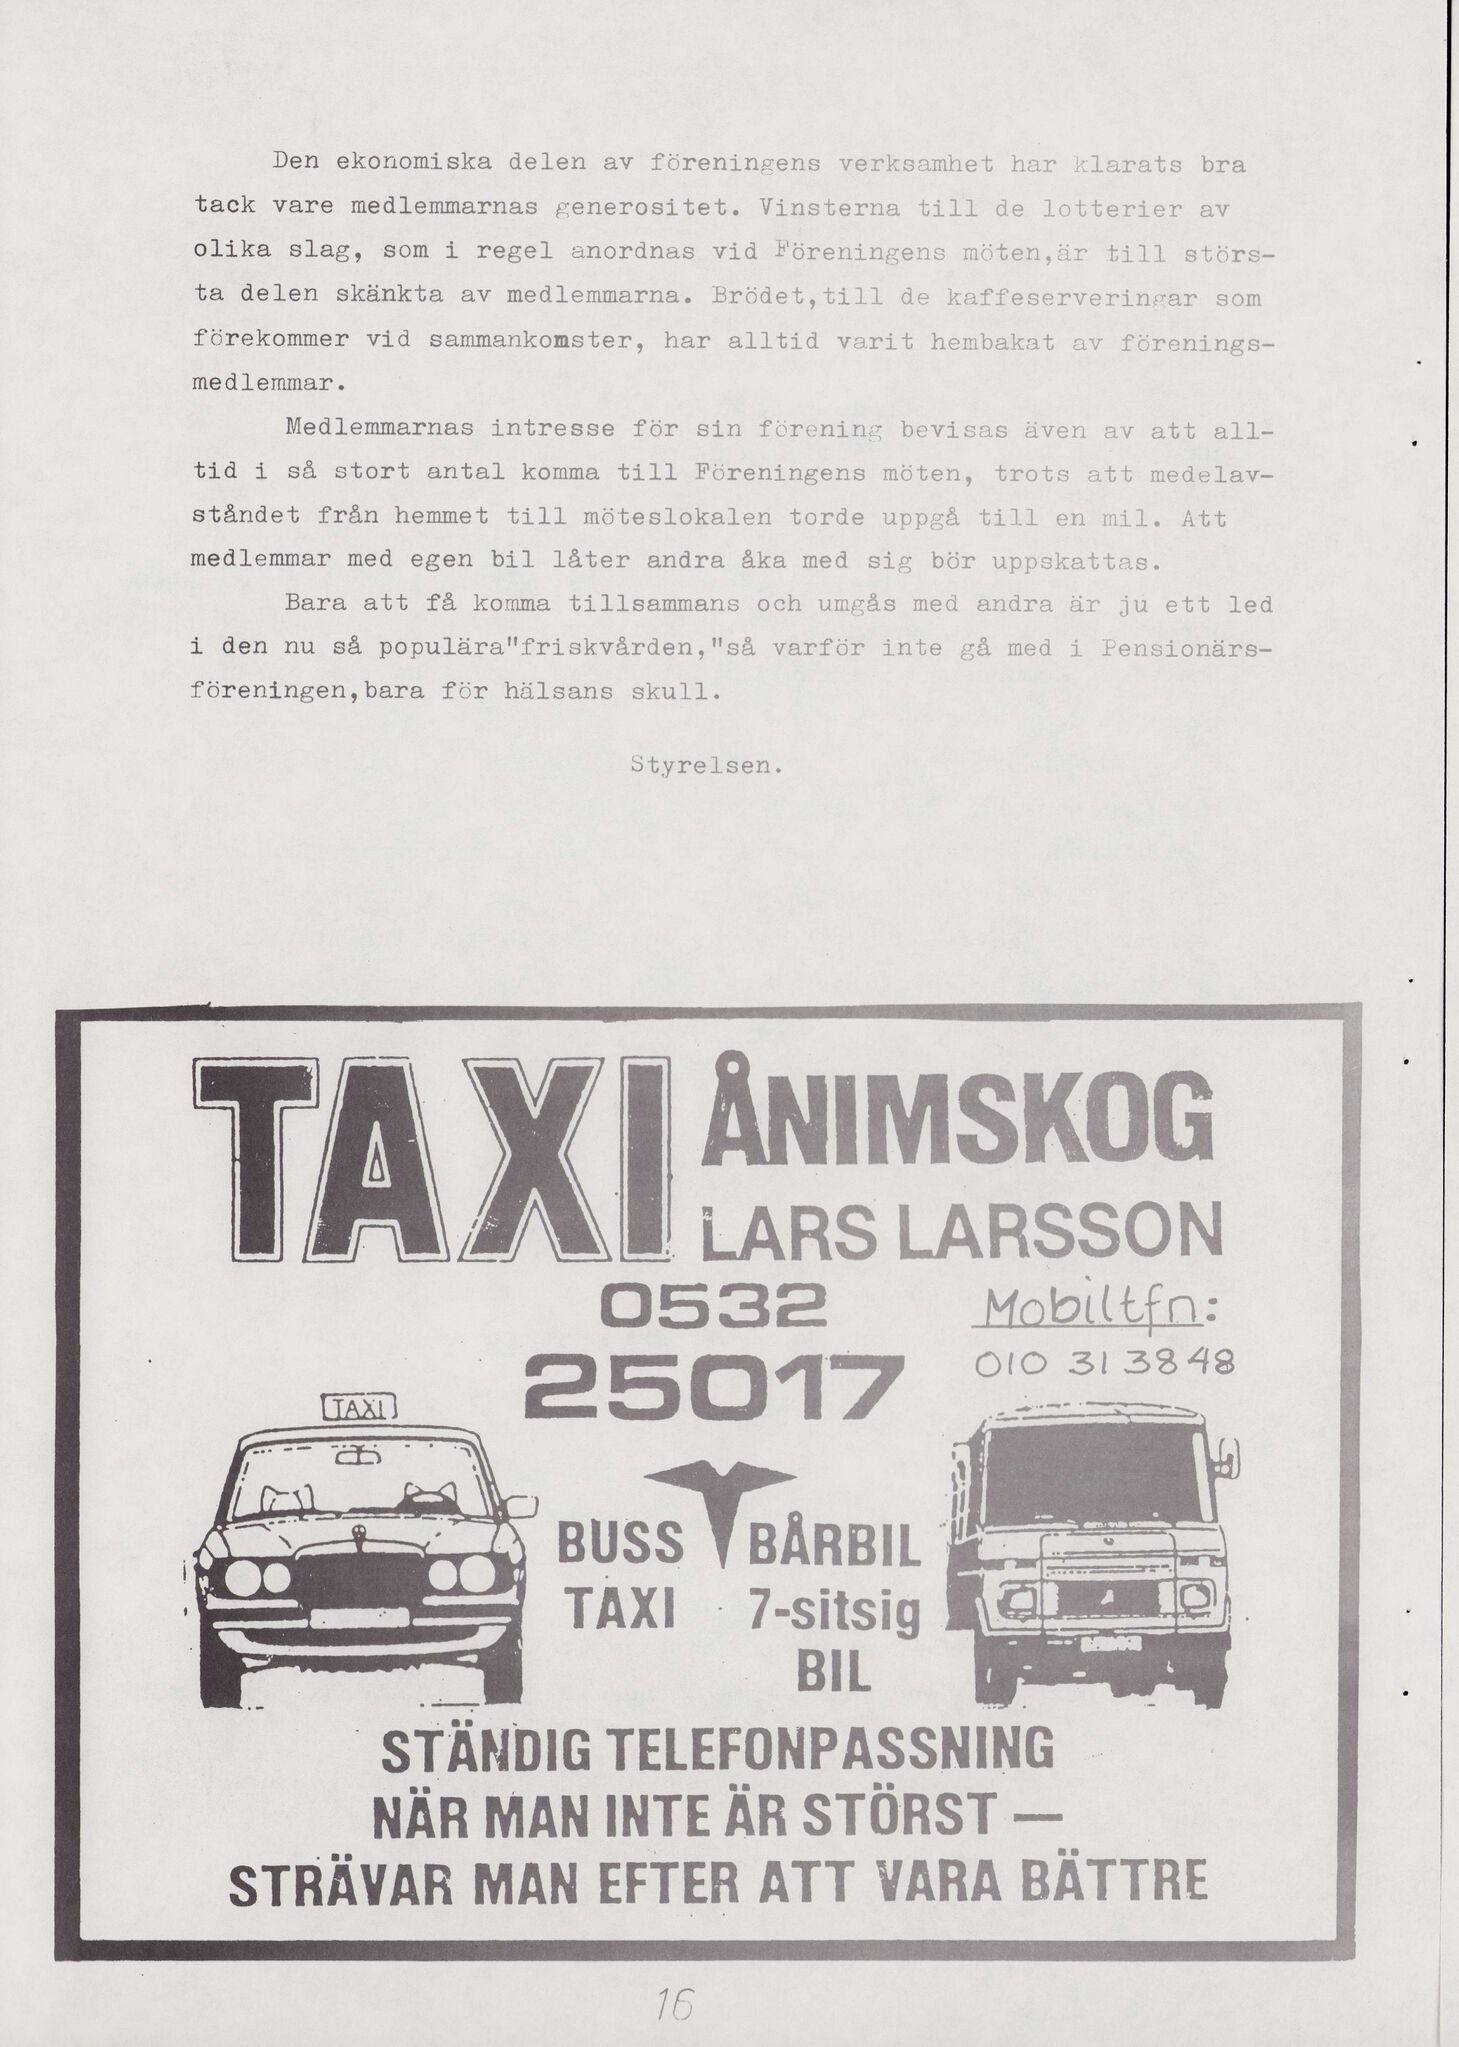 Den ekonomiska delen av föreningens verksamhet har klarats bra
tack vare medlemmarnas generositet. Vinsterna till de lotterier av
olika slag, som i regel anordnas vid Föreningens möten,är till störs-
ta delen skänkta av medlemmarna. Brödet,till de kaffeserveringar som
förekommer vid sammankomster, har alltid varit hembakat av förenings-
medlemmar.
Medlemmarnas intresse för sin förening bevisas även av att all-
tid i så stort antal komma till Föreningens möten, trots att medelav-
ståndet från hemmet till möteslokalen torde uppgå till en mil. Att
medlemmar med egen bil låter andra åka med sig bör uppskattas.
Bara att få komma tillsammans och umgås med andra är ju ett led
i den nu så populära"friskvården,"så varför inte gå med i Pensionärs-
föreningen,bara för hälsans skull.
Styrelsen.
TAXI ÅNIMSKOG
LARS LARSSON
0532
25017
Mobiltfn:
010 31 38 48
TAXI
BUSS
TAXI
BÅRBIL
7-sitsig
BIL
STÄNDIG TELEFONPASSNING
NÄR MAN INTE ÄR STÖRST —
STRÄVAR MAN EFTER ATT VARA BÄTTRE
16